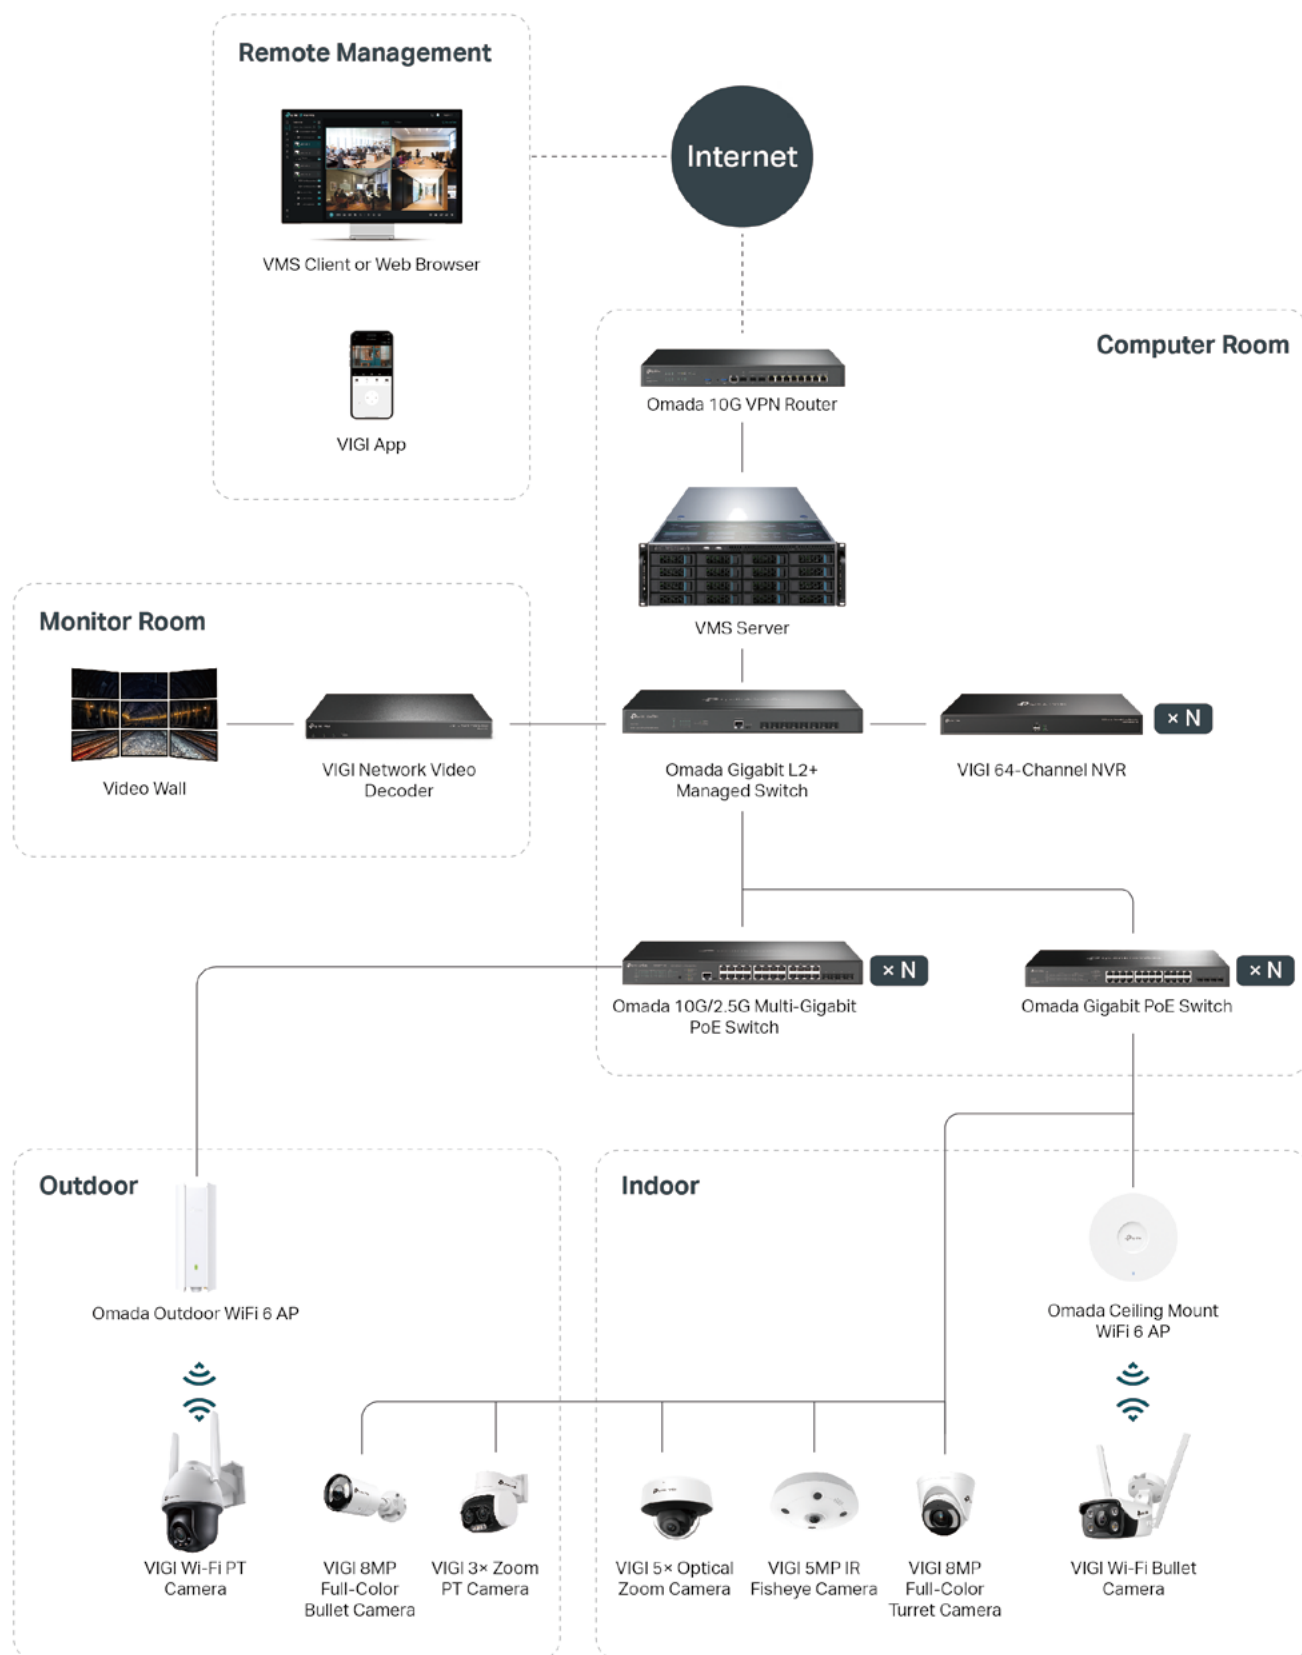 Remote Management
Internet
VMS Client or Web Browser
Computer Room
Omada 10G VPN Router
VIGI App
VMS Server
Monitor Room
× N
Video Wall
VIGI Network Video
Decoder
Omada Gigabit L2+
Managed Switch
VIGI 64-Channel NVR
× N
× N
Omada 10G/2.5G Multi-Gigabit
PoE Switch
Omada Gigabit PoE Switch
Outdoor
Indoor
Omada Outdoor WiFi 6 AP
Omada Ceiling Mount
WiFi 6 AP
VIGI Wi-Fi PT
Camera
VIGI 8MP
Full-Color
Bullet Camera
VIGI 3× Zoom
PT Camera
VIGI 5× Optical
Zoom Camera
VIGI 5MP IR
Fisheye Camera
VIGI 8MP
Full-Color
Turret Camera
VIGI Wi-Fi Bullet
Camera